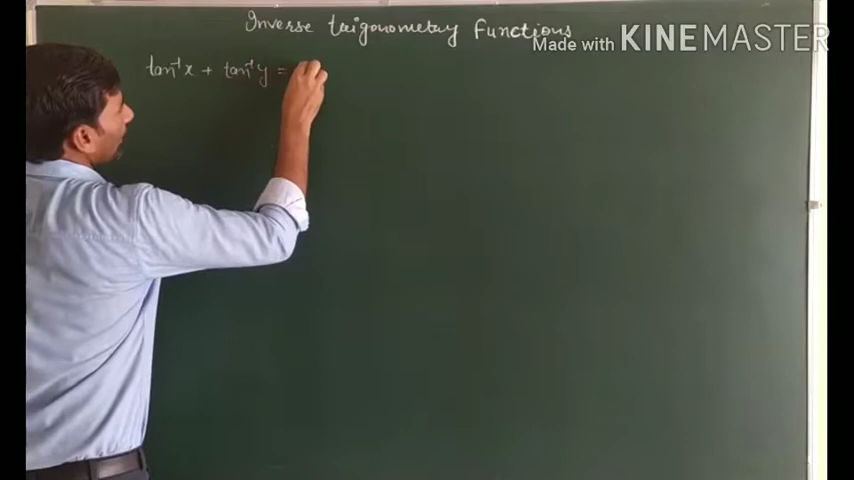 Inverse trigonometry Functions
Made with KINEMASTER
tan⁻¹x + tan⁻¹y =